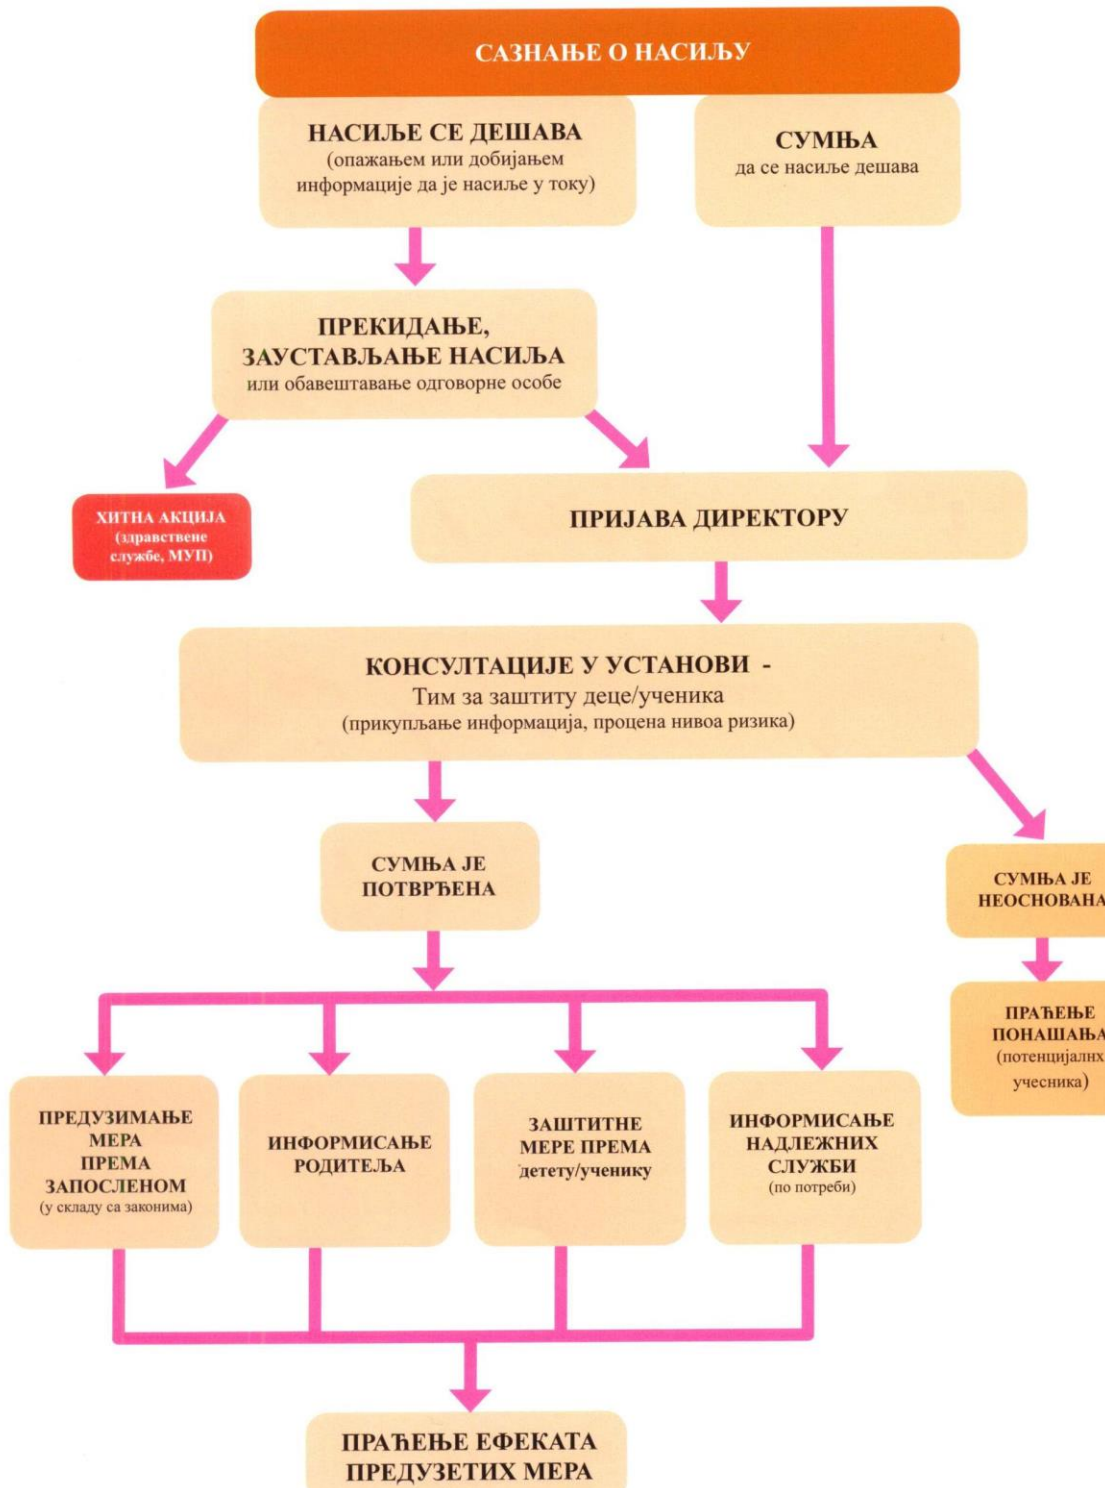 САЗНАЊЕ О НАСИЉУ
НАСИЉЕ СЕ ДЕШАВА
(опажањем или добијањем
информације да је насиље у току)
СУМЊА
да се насиље дешава
ПРЕКИДАЊЕ,
ЗАУСТАВЉАЊЕ НАСИЉА
или обавештавање одговорне особе
ХИТНА АКЦИЈА
(здравствене
службе, МУП)
ПРИЈАВА ДИРЕКТОРУ
КОНСУЛТАЦИЈЕ У УСТАНОВИ -
Тим за заштиту деце/ученика
(прикупљање информација, процена нивоа ризика)
СУМЊА ЈЕ
ПОТВРЂЕНА
СУМЊА ЈЕ
НЕОСНОВАНА
ПРАЋЕЊЕ
ПОНАШАЊА
(потенцијалнх
учесника)
ПРЕДУЗИМАЊЕ
МЕРА
ПРЕМА
ЗАПОСЛЕНОМ
(у складу са законима)
ИНФОРМИСАЊЕ
РОДИТЕЉА
ЗАШТИТНЕ
МЕРЕ ПРЕМА
детету/ученику
ИНФОРМИСАЊЕ
НАДЛЕЖНИХ
СЛУЖБИ
(по потреби)
ПРАЋЕЊЕ ЕФЕКАТА
ПРЕДУЗЕТИХ МЕРА